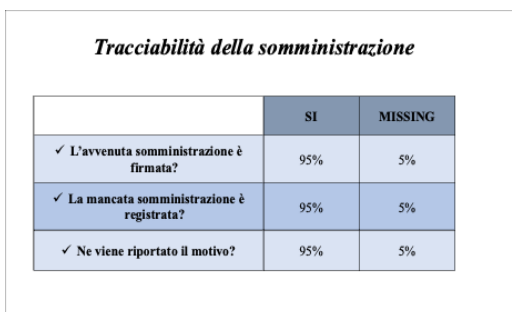 Tracciabilità della somministrazione
SI MISSING
✓ L'avvenuta somministrazione è
firmata? 95% 5%
✓ La mancata somministrazione è
registrata? 95% 5%
✓ Ne viene riportato il motivo? 95% 5%